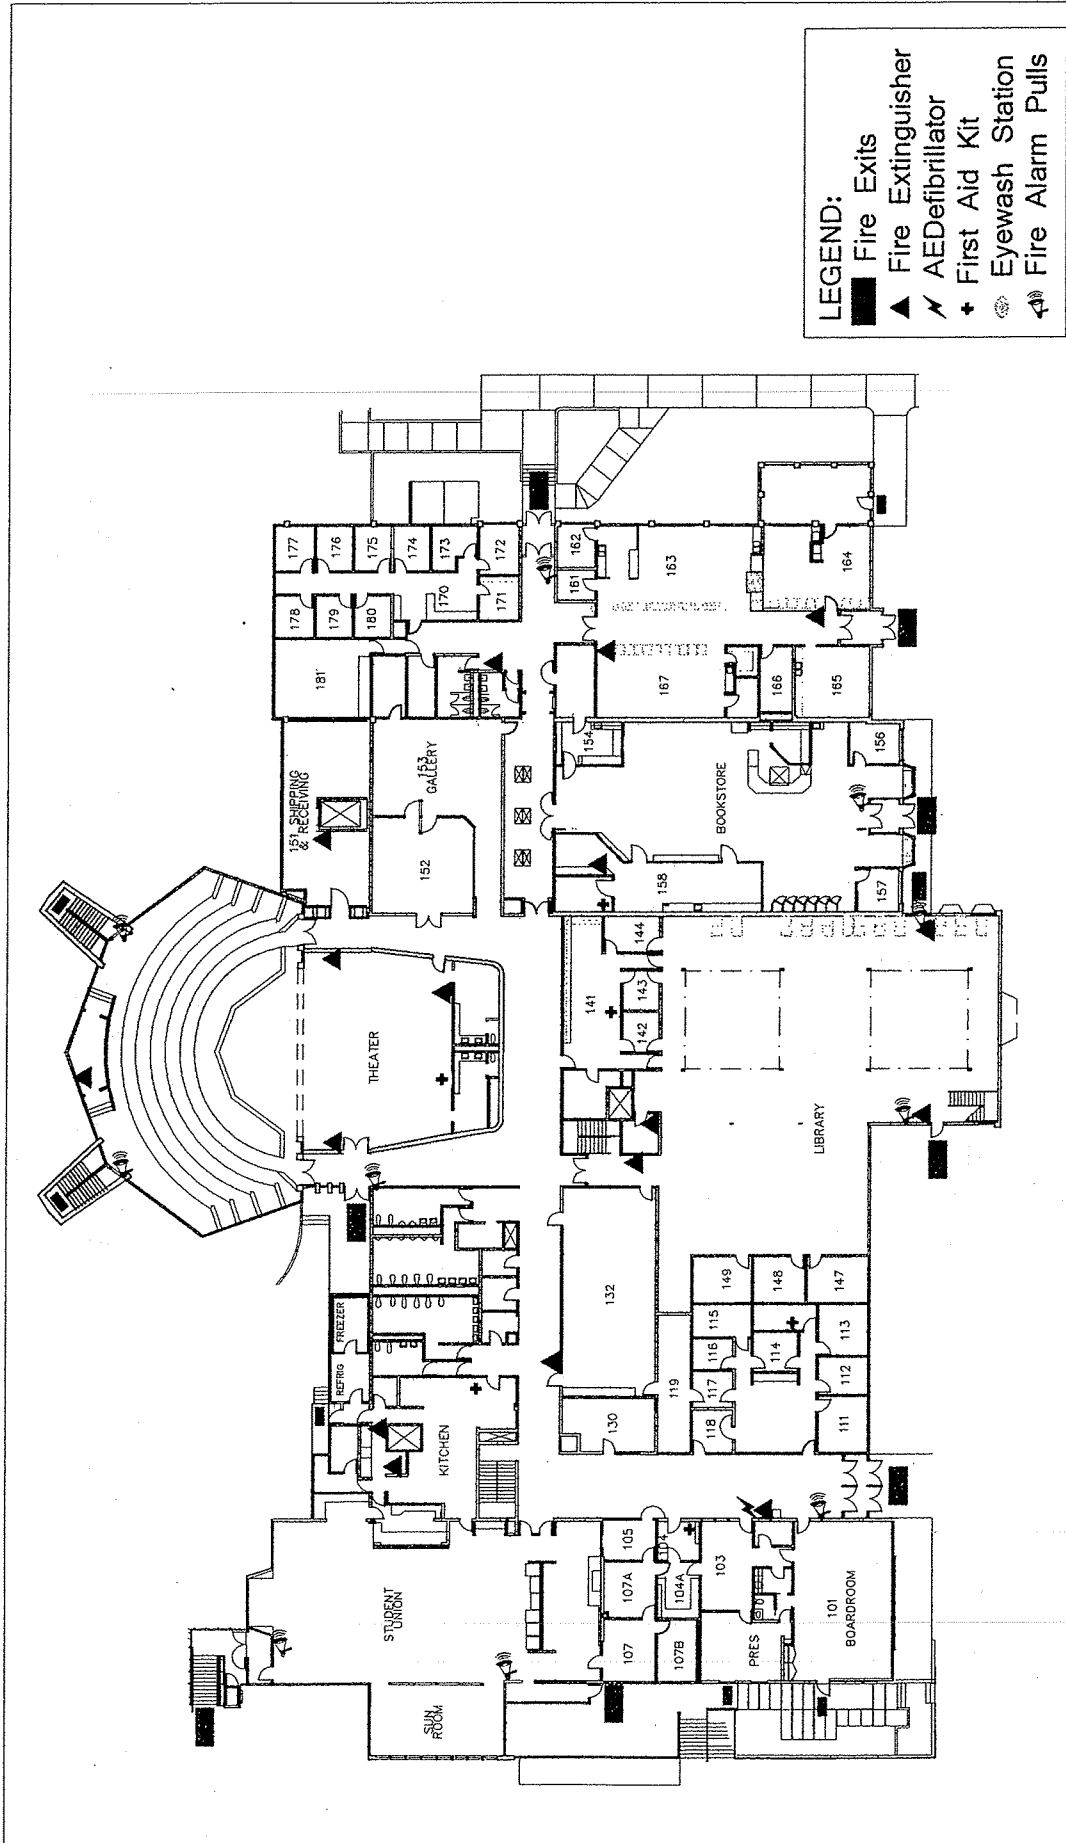 LEGEND:
Fire Exits
Fire Extinguisher
AEDefibrillator
First Aid Kit
Eyewash Station
Fire Alarm Pulls
177
176
175
174
173
172
178
179
180
170
171
181
162
161
163
164
167
166
165
151 SHIPPING
& RECEIVING
153
GALLERY
152
154
BOOKSTORE
156
158
157
THEATER
144
141
143
142
LIBRARY
FREEZER
REFRIG
KITCHEN
132
130
119
149
148
147
115
116
117
118
114
113
112
111
STUDENT
UNION
SUN
ROOM
105
104
107A
104A
107
107B
103
PRES
101
BOARDROOM